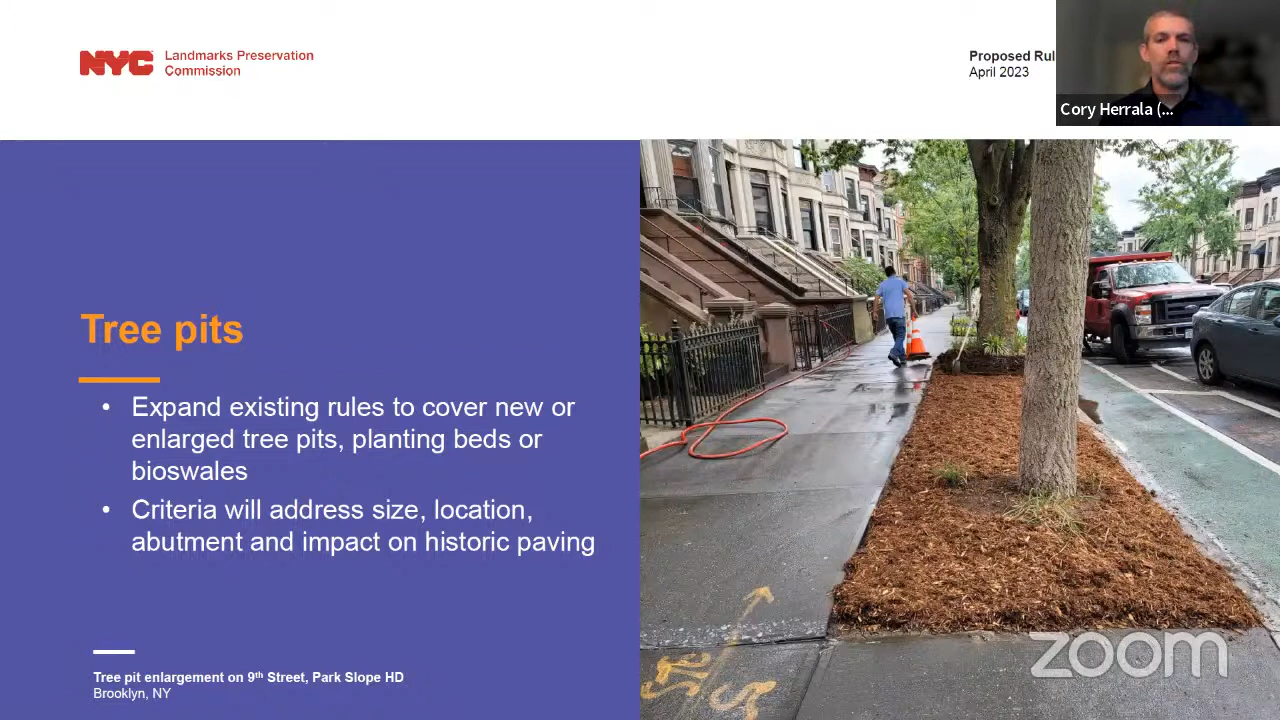 NYC
Landmarks Preservation
Commission
Proposed Rul
April 2023
Cory Herrala (...
Tree pits
• Expand existing rules to cover new or
enlarged tree pits, planting beds or
bioswales
• Criteria will address size, location,
abutment and impact on historic paving
Tree pit enlargement on 9th Street, Park Slope HD
Brooklyn, NY
zoom